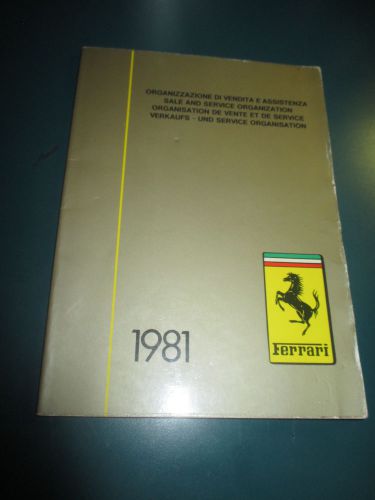 ORGANIZZAZIONE DI VENDITA E ASSISTENZA
SALE AND SERVICE ORGANIZATION
ORGANISATION DE VENTE ET DE SERVICE
VERKAUFS - UND SERVICE ORGANISATION
1981
Ferrari